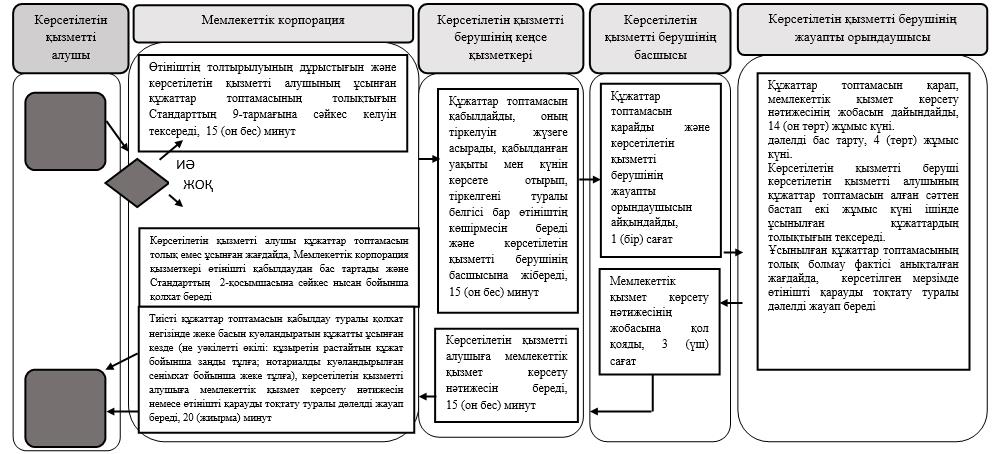 Көрсетілетін
қызметті
алушы
Мемлекеттік корпорация
Көрсетілетін қызметті
берушінің кеңсе
қызметкері
Көрсетілетін
қызметті берушінің
басшысы
Көрсетілетін қызметті берушінің
жауапты орындаушысы
Өтініштің толтырылуының дұрыстығын және
көрсетілетін қызметті алушының ұсынған
құжаттар топтамасының толықтығын
Стандарттың 9-тармағына сәйкес келуін
тексереді, 15 (он бес) минут
ИӘ
ЖОҚ
Көрсетілетін қызметті алушы құжаттар топтамасын
толық емес ұсынған жағдайда, Мемлекеттік корпорация
қызметкері өтінішті қабылдаудан бас тартады және
Стандарттың 2-қосымшасына сәйкес нысан бойынша
қолхат береді
Тиісті құжаттар топтамасын қабылдау туралы қолхат
негізінде жеке басын куәландыратын құжатты ұсынған
кезде (не уәкілетті өкілі: құзыретін растайтын құжат
бойынша заңды тұлға; нотариалды куәландырылған
сенімхат бойынша жеке тұлға), көрсетілетін қызметті
алушыға мемлекеттік қызмет көрсету нәтижесін
немесе өтінішті қарауды тоқтату туралы дәлелді жауап
береді, 20 (жиырма) минут
Құжаттар топтамасын
қабылдайды, оның
тіркелуін жүзеге
асырады, қабылданған
уақыты мен күнін
көрсете отырып,
тіркелгені туралы
белгісі бар өтініштің
көшірмесін береді
және көрсетілетін
қызметті берушінің
басшысына жібереді,
15 (он бес) минут
Көрсетілетін қызметті
алушыға мемлекеттік
қызмет көрсету
нәтижесін береді,
15 (он бес) минут
Құжаттар
топтамасын
қарайды және
көрсетілетін
қызметті
берушінің
жауапты
орындаушысын
айқындайды,
1 (бір) сағат
Мемлекеттік
қызмет көрсету
нәтижесінің
жобасына қол
қояды, 3 (үш)
сағат
Құжаттар топтамасын қарап,
мемлекеттік қызмет көрсету
нәтижесінің жобасын дайындайды,
14 (он төрт) жұмыс күні.
дәлелді бас тарту, 4 (төрт) жұмыс
күні.
Көрсетілетін қызметті беруші
көрсетілетін қызметті алушының
құжаттар топтамасын алған сәттен
бастап екі жұмыс күні ішінде
ұсынылған құжаттардың
толықтығын тексереді.
Ұсынылған құжаттар топтамасының
толық болмау фактісі анықталған
жағдайда, көрсетілген мерзімде
өтінішті қарауды тоқтату туралы
дәлелді жауап береді